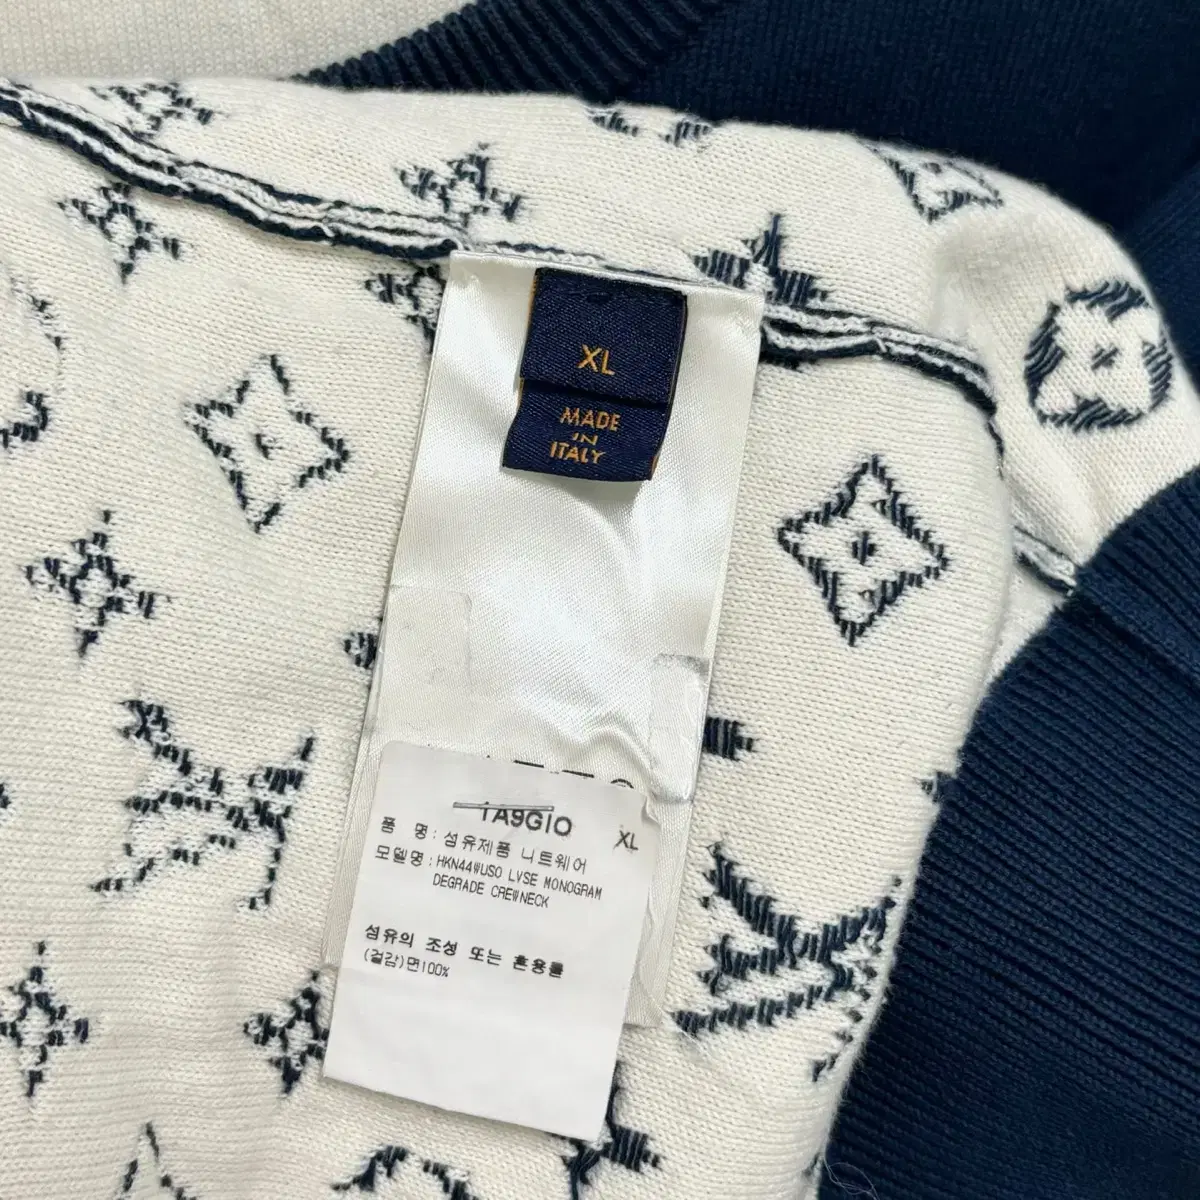 XL
MADE
IN
ITALY
1A9GIO
XL
품 명 : 섬유제품 니트웨어
모델명 : HKN44WUSO LVSE MONOGRAM
DEGRADE CREWNECK
섬유의 조성 또는 혼용율
(겉감)면100%